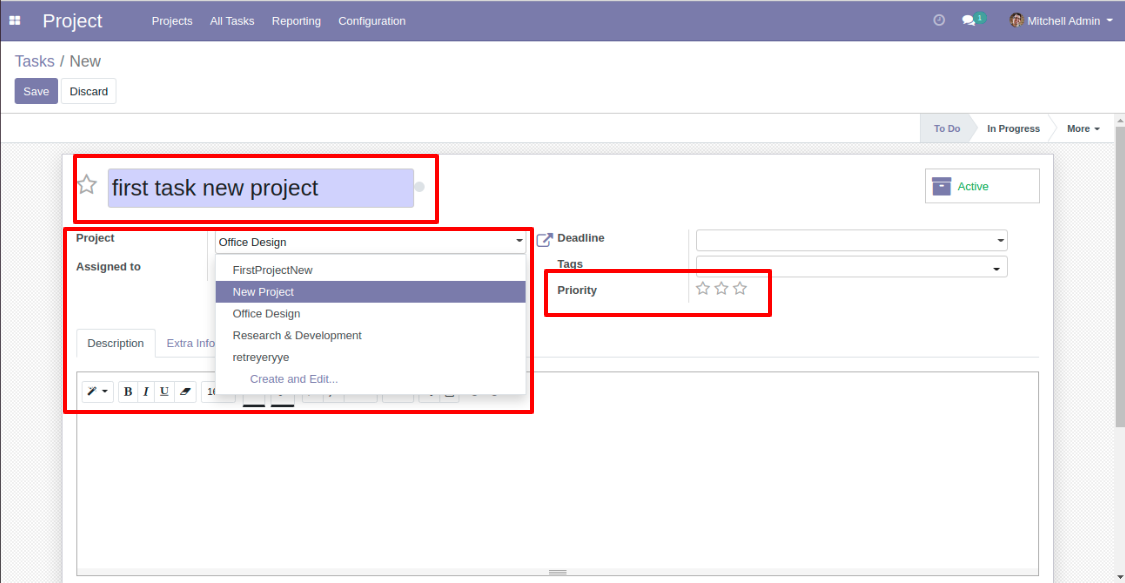 Project Projects All Tasks Reporting Configuration 1 Mitchell Admin
Tasks / New
Save Discard
To Do In Progress More
first task new project
Active
Project Office Design Deadline
Assigned to Tags
FirstProjectNew
New Project Priority
Office Design
Research & Development
Description Extra Info
retreyeryye
Create and Edit...
B I U